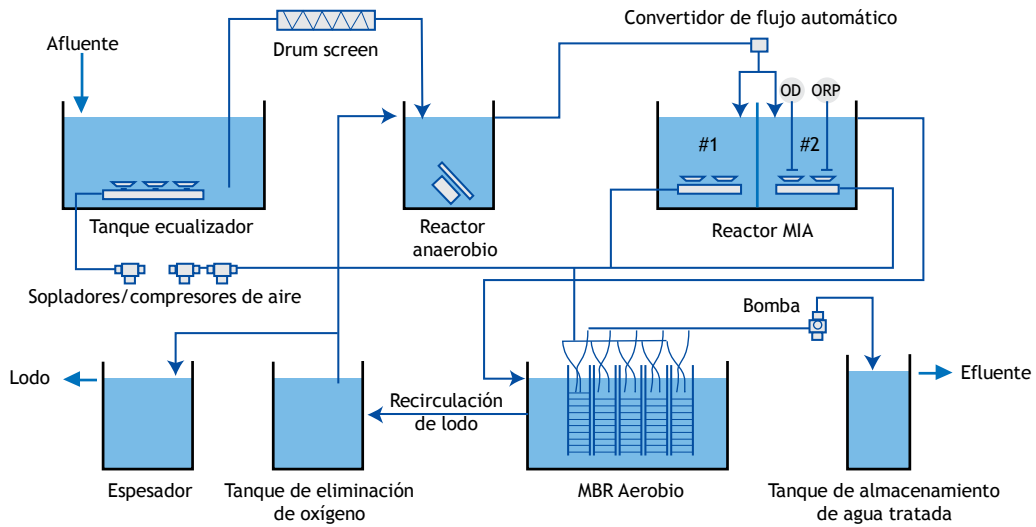 Convertidor de flujo automático
Afluente
Drum screen
OD
ORP
#1
#2
Tanque ecualizador
Reactor
anaerobio
Reactor MIA
Sopladores/compresores de aire
Bomba
Lodo
Recirculación
de lodo
Efluente
Espesador
Tanque de eliminación
de oxígeno
MBR Aerobio
Tanque de almacenamiento
de agua tratada